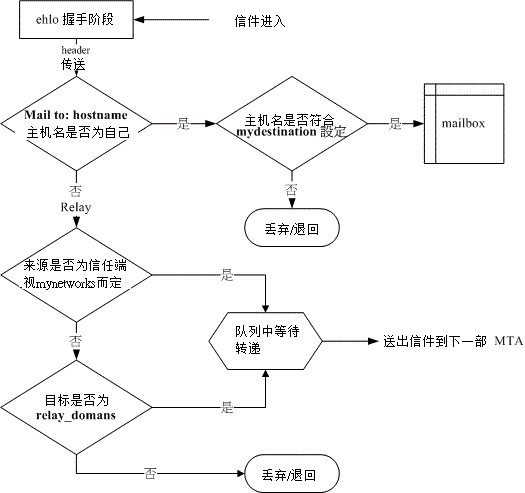 ehlo 握手阶段
信件进入
header
传送
Mail to: hostname
主机名是否为自己
是
主机名是否符合
mydestination 設定
是
mailbox
否
Relay
否
丢弃/退回
来源是否为信任端
视mynetworks而定
是
队列中等待
转递
送出信件到下一部 MTA
否
目标是否为
relay_domans
是
否
丢弃/退回